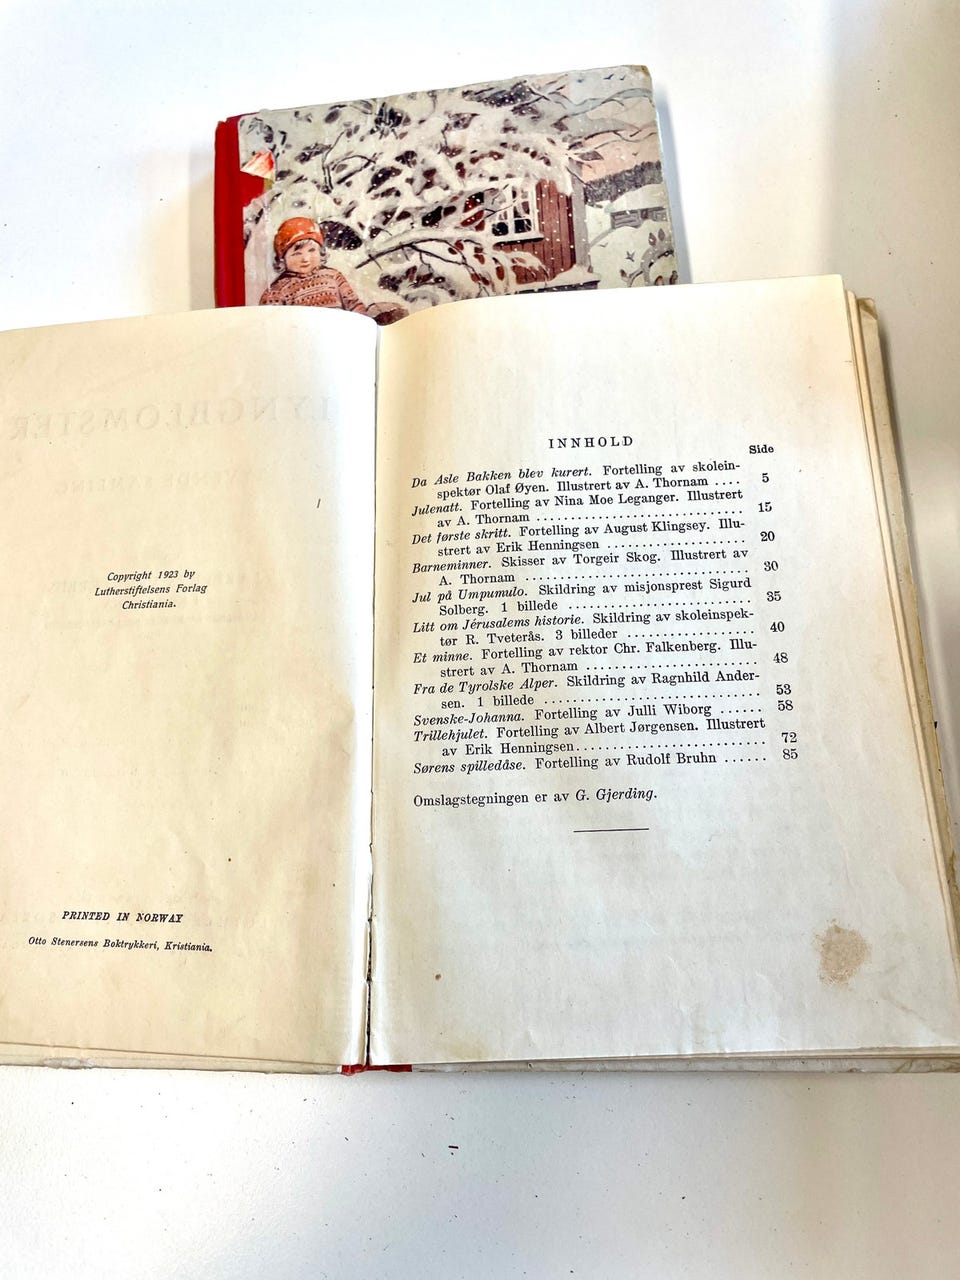 Copyright 1923 by
Lutherstiftelsens Forlag
Christiania.
PRINTED IN NORWAY
Otto Stenersens Boktrykkeri, Kristiania.
INNHOLD
Side
Da Asle Bakken blev kurert. Fortelling av skolein-
spektør Olaf Øyen. Illustrert av A. Thornam .... 5
Julenatt. Fortelling av Nina Moe Leganger. Illustrert
av A. Thornam ............................ 15
Det første skritt. Fortelling av August Klingsey. Illu-
strert av Erik Henningsen ................. 20
Barneminner. Skisser av Torgeir Skog. Illustrert av
A. Thornam .............................. 30
Jul på Umpumulo. Skildring av misjonsprest Sigurd
Solberg. 1 billede ........................ 35
Litt om Jérusalems historie. Skildring av skoleinspek-
tør R. Tveterås. 3 billeder ................ 40
Et minne. Fortelling av rektor Chr. Falkenberg. Illu-
strert av A. Thornam ...................... 48
Fra de Tyrolske Alper. Skildring av Ragnhild Ander-
sen. 1 billede ............................ 53
Svenske-Johanna. Fortelling av Julli Wiborg ...... 58
Trillehjulet. Fortelling av Albert Jørgensen. Illustrert
av Erik Henningsen........................ 72
Sørens spilledåse. Fortelling av Rudolf Bruhn ...... 85
Omslagstegningen er av G. Gjerding.